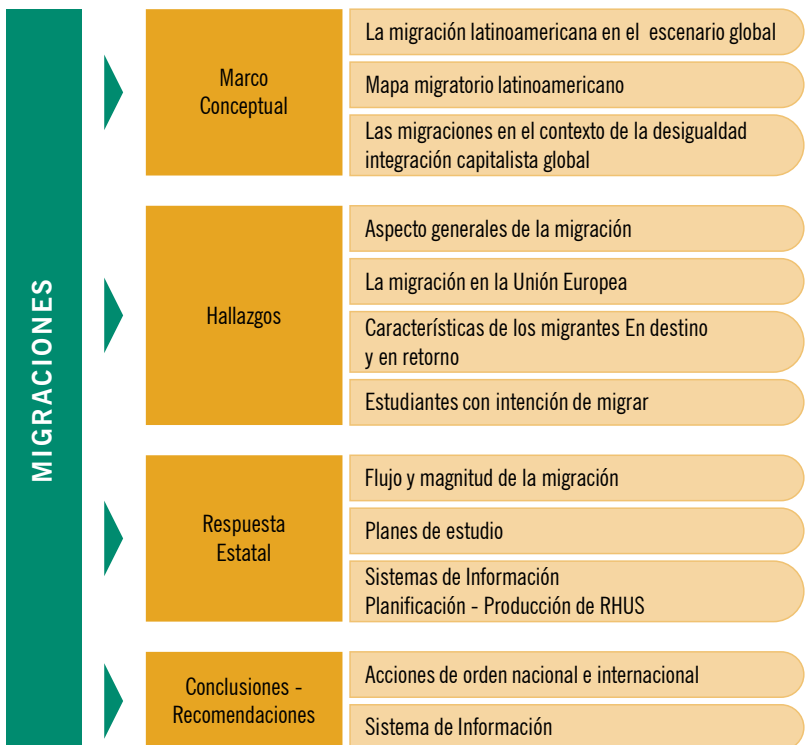 MIGRACIONES
Marco
Conceptual
La migración latinoamericana en el escenario global
Mapa migratorio latinoamericano
Las migraciones en el contexto de la desigualdad
integración capitalista global
Hallazgos
Aspecto generales de la migración
La migración en la Unión Europea
Características de los migrantes En destino
y en retorno
Estudiantes con intención de migrar
Respuesta
Estatal
Flujo y magnitud de la migración
Planes de estudio
Sistemas de Información
Planificación - Producción de RHUS
Conclusiones -
Recomendaciones
Acciones de orden nacional e internacional
Sistema de Información